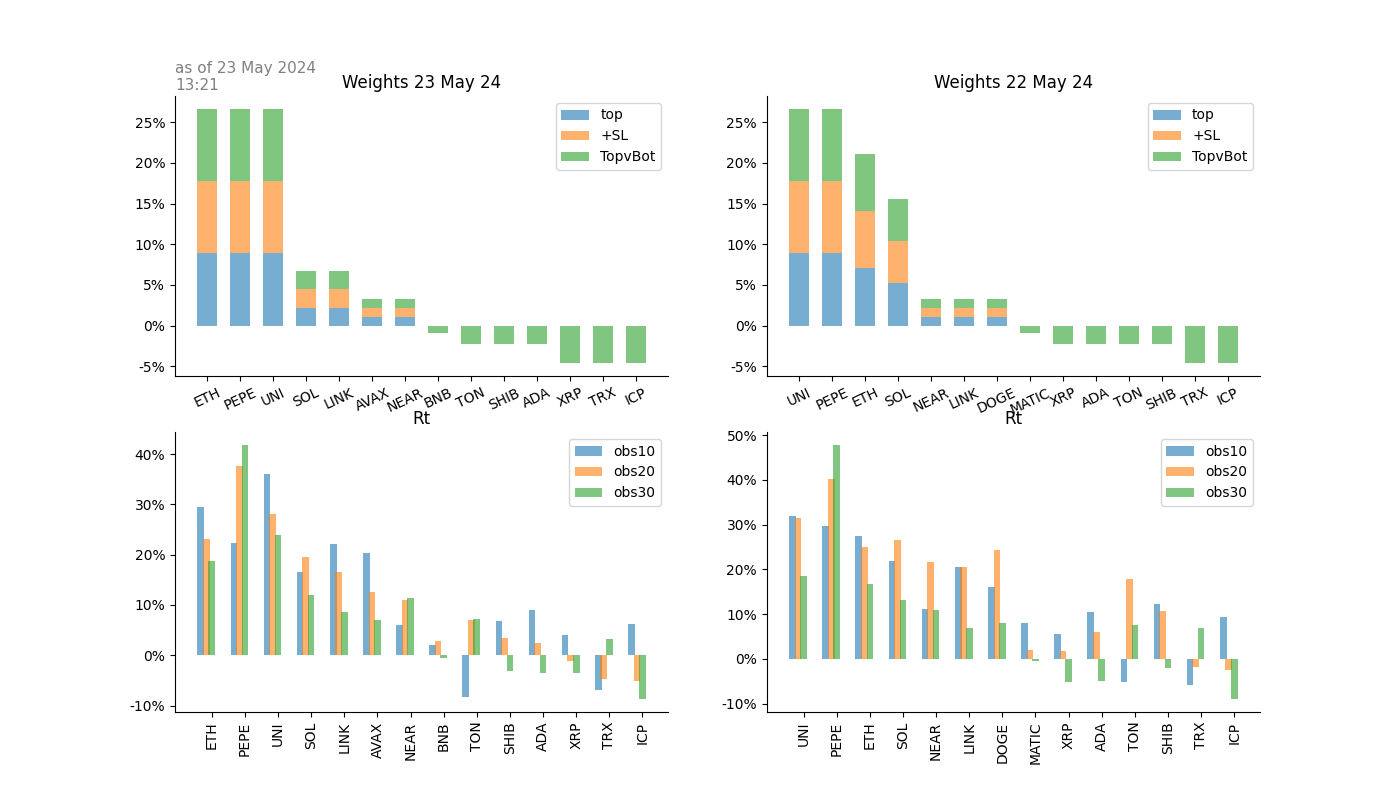 as of 23 May 2024
13:21
Weights 23 May 24
25%
20%
15%
10%
5%
0%
-5%
top
+SL
TopvBot
ETH PEPE UNI SOL LINK AVAX NEAR BNB TON SHIB ADA XRP TRX ICP
Weights 22 May 24
25%
20%
15%
10%
5%
0%
-5%
top
+SL
TopvBot
UNI PEPE ETH SOL NEAR LINK DOGE MATIC XRP ADA TON SHIB TRX ICP
Rt
40%
30%
20%
10%
0%
-10%
obs10
obs20
obs30
ETH PEPE UNI SOL LINK AVAX NEAR BNB TON SHIB ADA XRP TRX ICP
Rt
50%
40%
30%
20%
10%
0%
-10%
obs10
obs20
obs30
UNI PEPE ETH SOL NEAR LINK DOGE MATIC XRP ADA TON SHIB TRX ICP